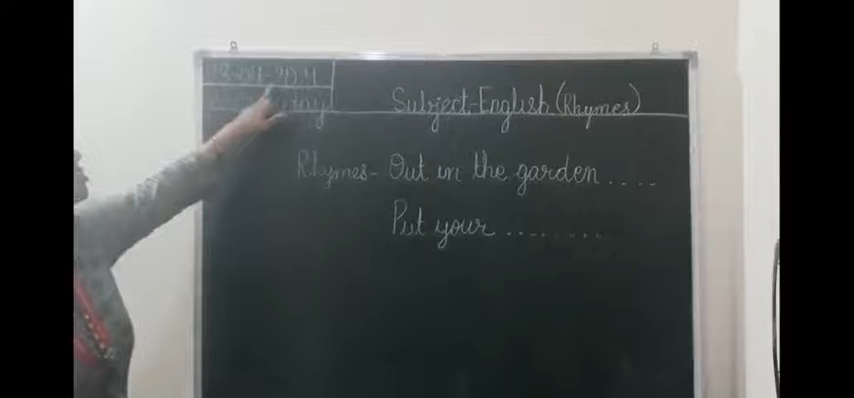 Subject-English (Rhymes)
Rhymes- Out in the garden ....
Put your ........